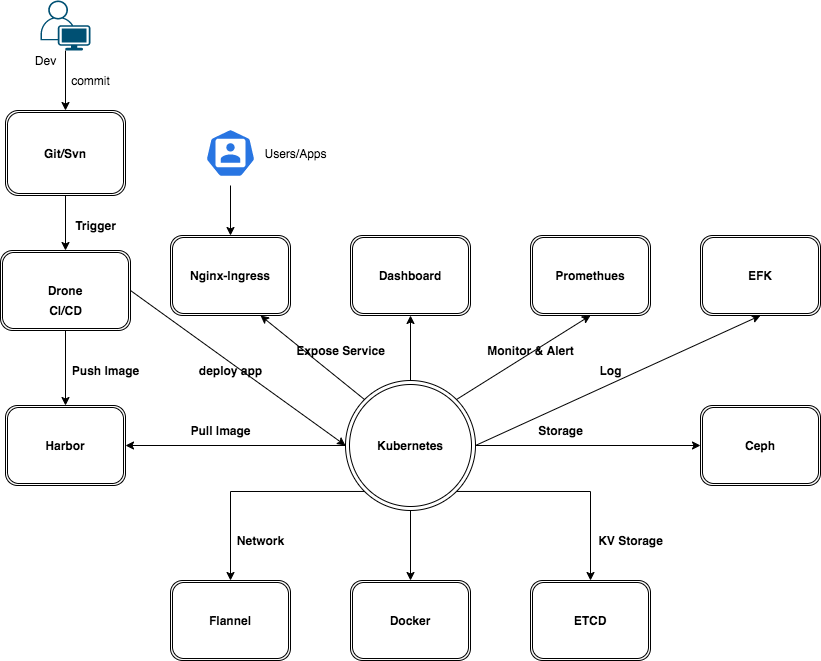 Dev
commit
Git/Svn
Users/Apps
Trigger
Nginx-Ingress
Dashboard
Promethues
EFK
Drone
CI/CD
Expose Service
Monitor & Alert
Push Image
deploy app
Log
Harbor
Pull Image
Kubernetes
Storage
Ceph
Network
KV Storage
Flannel
Docker
ETCD